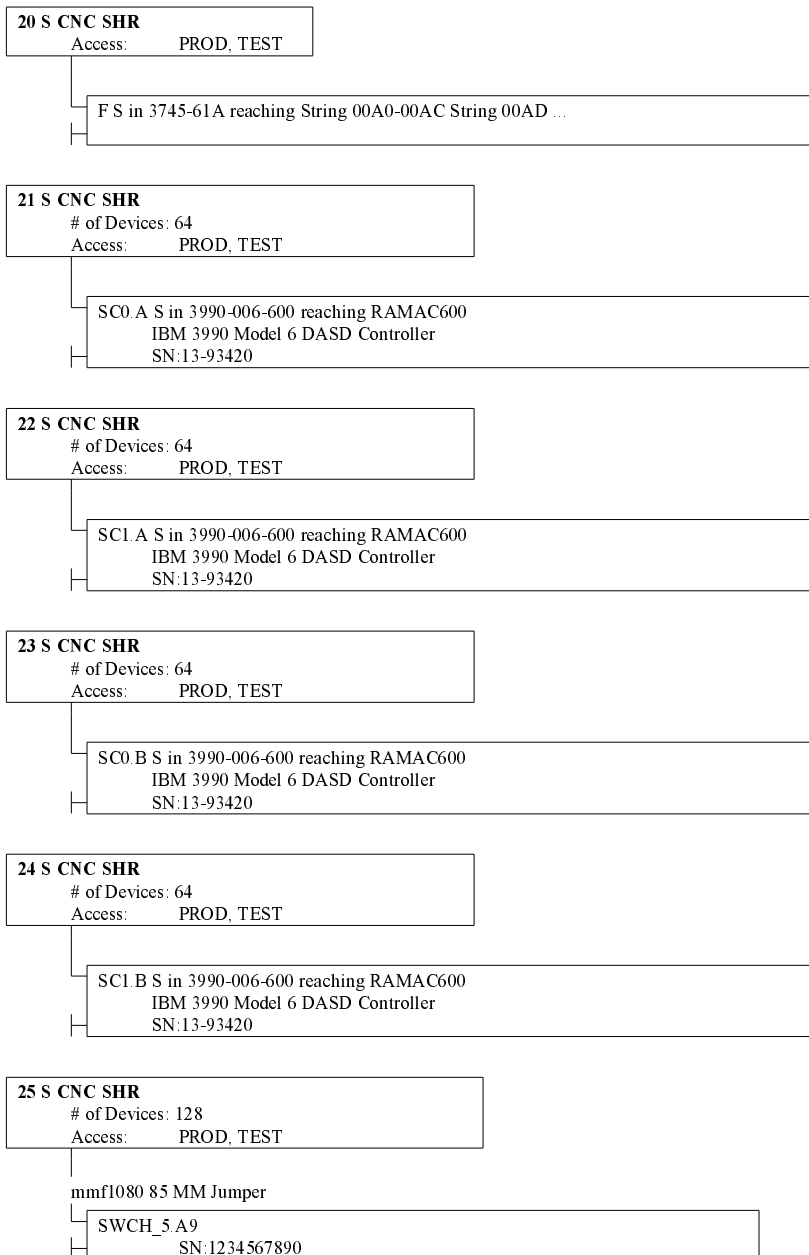 20 S CNC SHR
Access: PROD, TEST
F S in 3745-61A reaching String 00A0-00AC String 00AD ...
21 S CNC SHR
# of Devices: 64
Access: PROD, TEST
SC0.A S in 3990-006-600 reaching RAMAC600
IBM 3990 Model 6 DASD Controller
SN:13-93420
22 S CNC SHR
# of Devices: 64
Access: PROD, TEST
SC1.A S in 3990-006-600 reaching RAMAC600
IBM 3990 Model 6 DASD Controller
SN:13-93420
23 S CNC SHR
# of Devices: 64
Access: PROD, TEST
SC0.B S in 3990-006-600 reaching RAMAC600
IBM 3990 Model 6 DASD Controller
SN:13-93420
24 S CNC SHR
# of Devices: 64
Access: PROD, TEST
SC1.B S in 3990-006-600 reaching RAMAC600
IBM 3990 Model 6 DASD Controller
SN:13-93420
25 S CNC SHR
# of Devices: 128
Access: PROD, TEST
mmf1080 85 MM Jumper
SWCH_5.A9
SN:1234567890